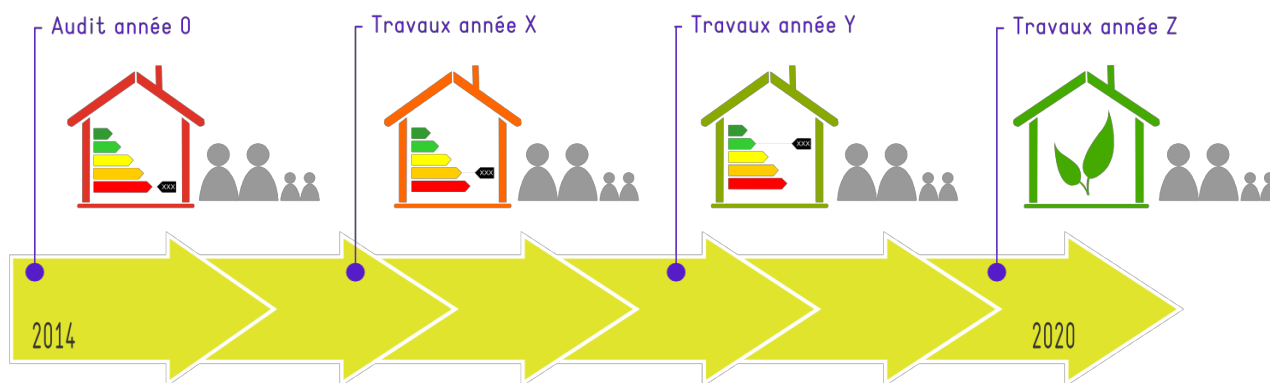 Audit année 0
Travaux année X
Travaux année Y
Travaux année Z
XXX
XXX
XXX
2014
2020